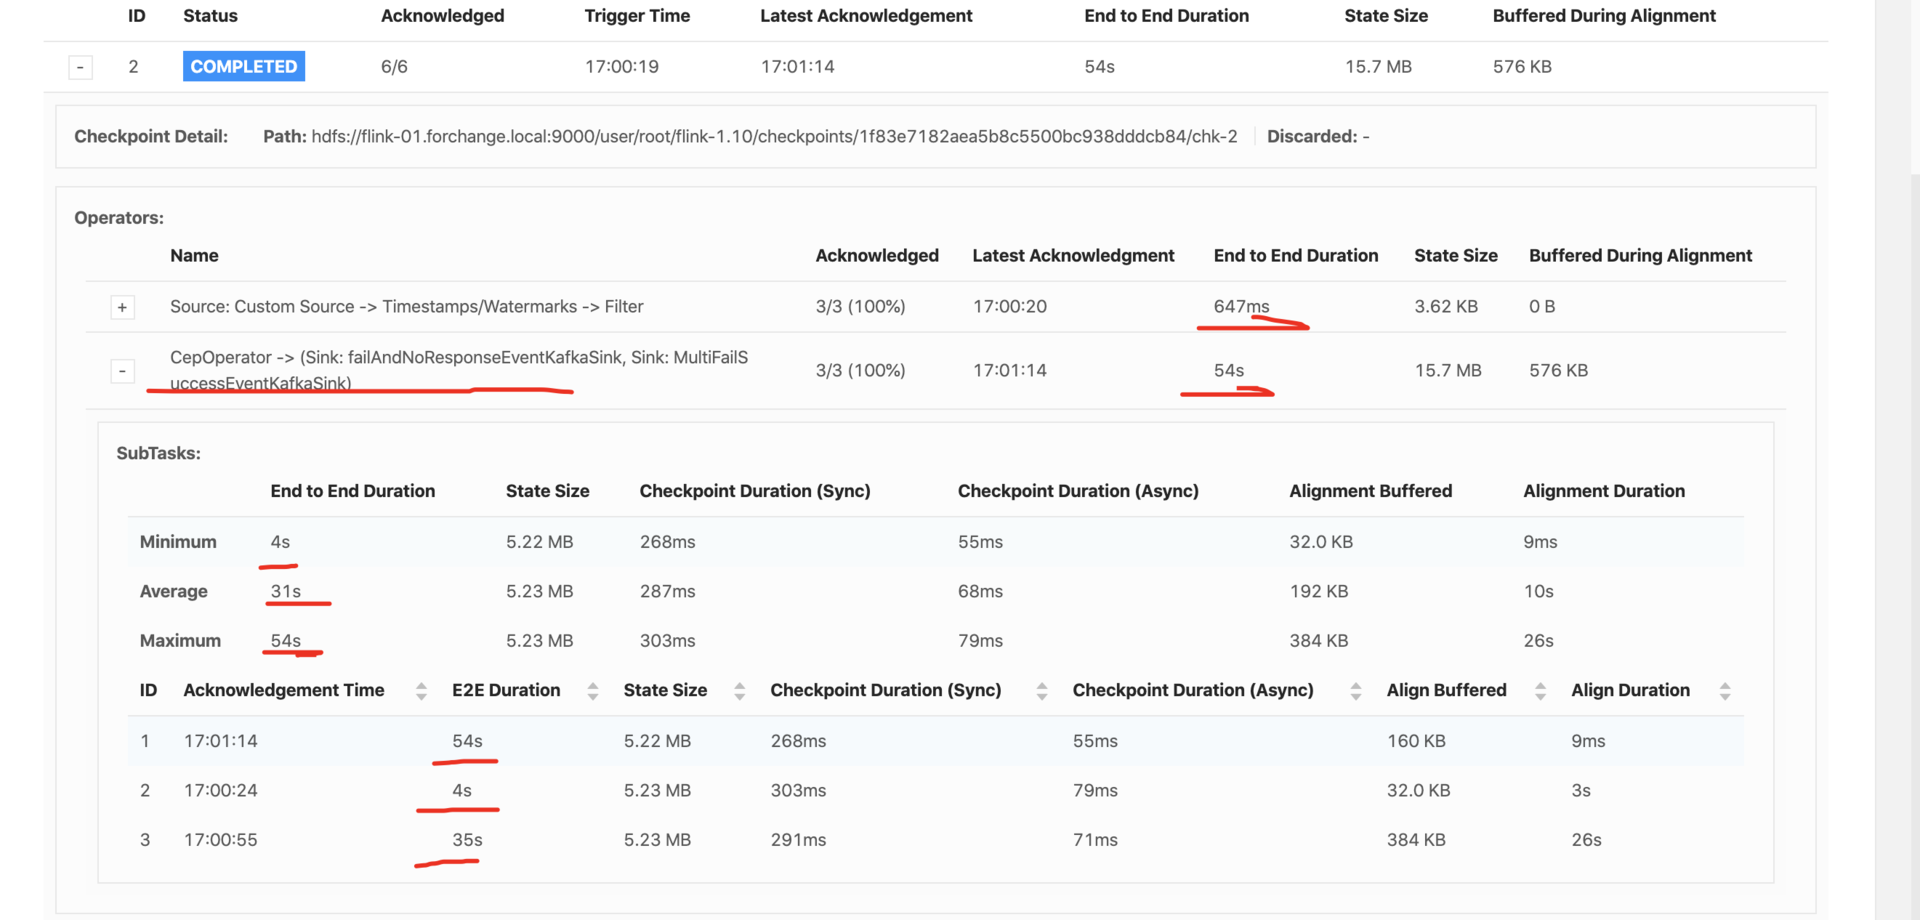 ID Status Acknowledged Trigger Time Latest Acknowledgement End to End Duration State Size Buffered During Alignment
- 2 COMPLETED 6/6 17:00:19 17:01:14 54s 15.7 MB 576 KB
Checkpoint Detail: Path: hdfs://flink-01.forchange.local:9000/user/root/flink-1.10/checkpoints/1f83e7182aea5b8c5500bc938dddcb84/chk-2 Discarded: -
Operators:
Name Acknowledged Latest Acknowledgment End to End Duration State Size Buffered During Alignment
+ Source: Custom Source -> Timestamps/Watermarks -> Filter 3/3 (100%) 17:00:20 647ms 3.62 KB 0 B
- CepOperator -> (Sink: failAndNoResponseEventKafkaSink, Sink: MultiFailS 3/3 (100%) 17:01:14 54s 15.7 MB 576 KB
uccessEventKafkaSink)
SubTasks:
End to End Duration State Size Checkpoint Duration (Sync) Checkpoint Duration (Async) Alignment Buffered Alignment Duration
Minimum 4s 5.22 MB 268ms 55ms 32.0 KB 9ms
Average 31s 5.23 MB 287ms 68ms 192 KB 10s
Maximum 54s 5.23 MB 303ms 79ms 384 KB 26s
ID Acknowledgement Time E2E Duration State Size Checkpoint Duration (Sync) Checkpoint Duration (Async) Align Buffered Align Duration
1 17:01:14 54s 5.22 MB 268ms 55ms 160 KB 9ms
2 17:00:24 4s 5.23 MB 303ms 79ms 32.0 KB 3s
3 17:00:55 35s 5.23 MB 291ms 71ms 384 KB 26s